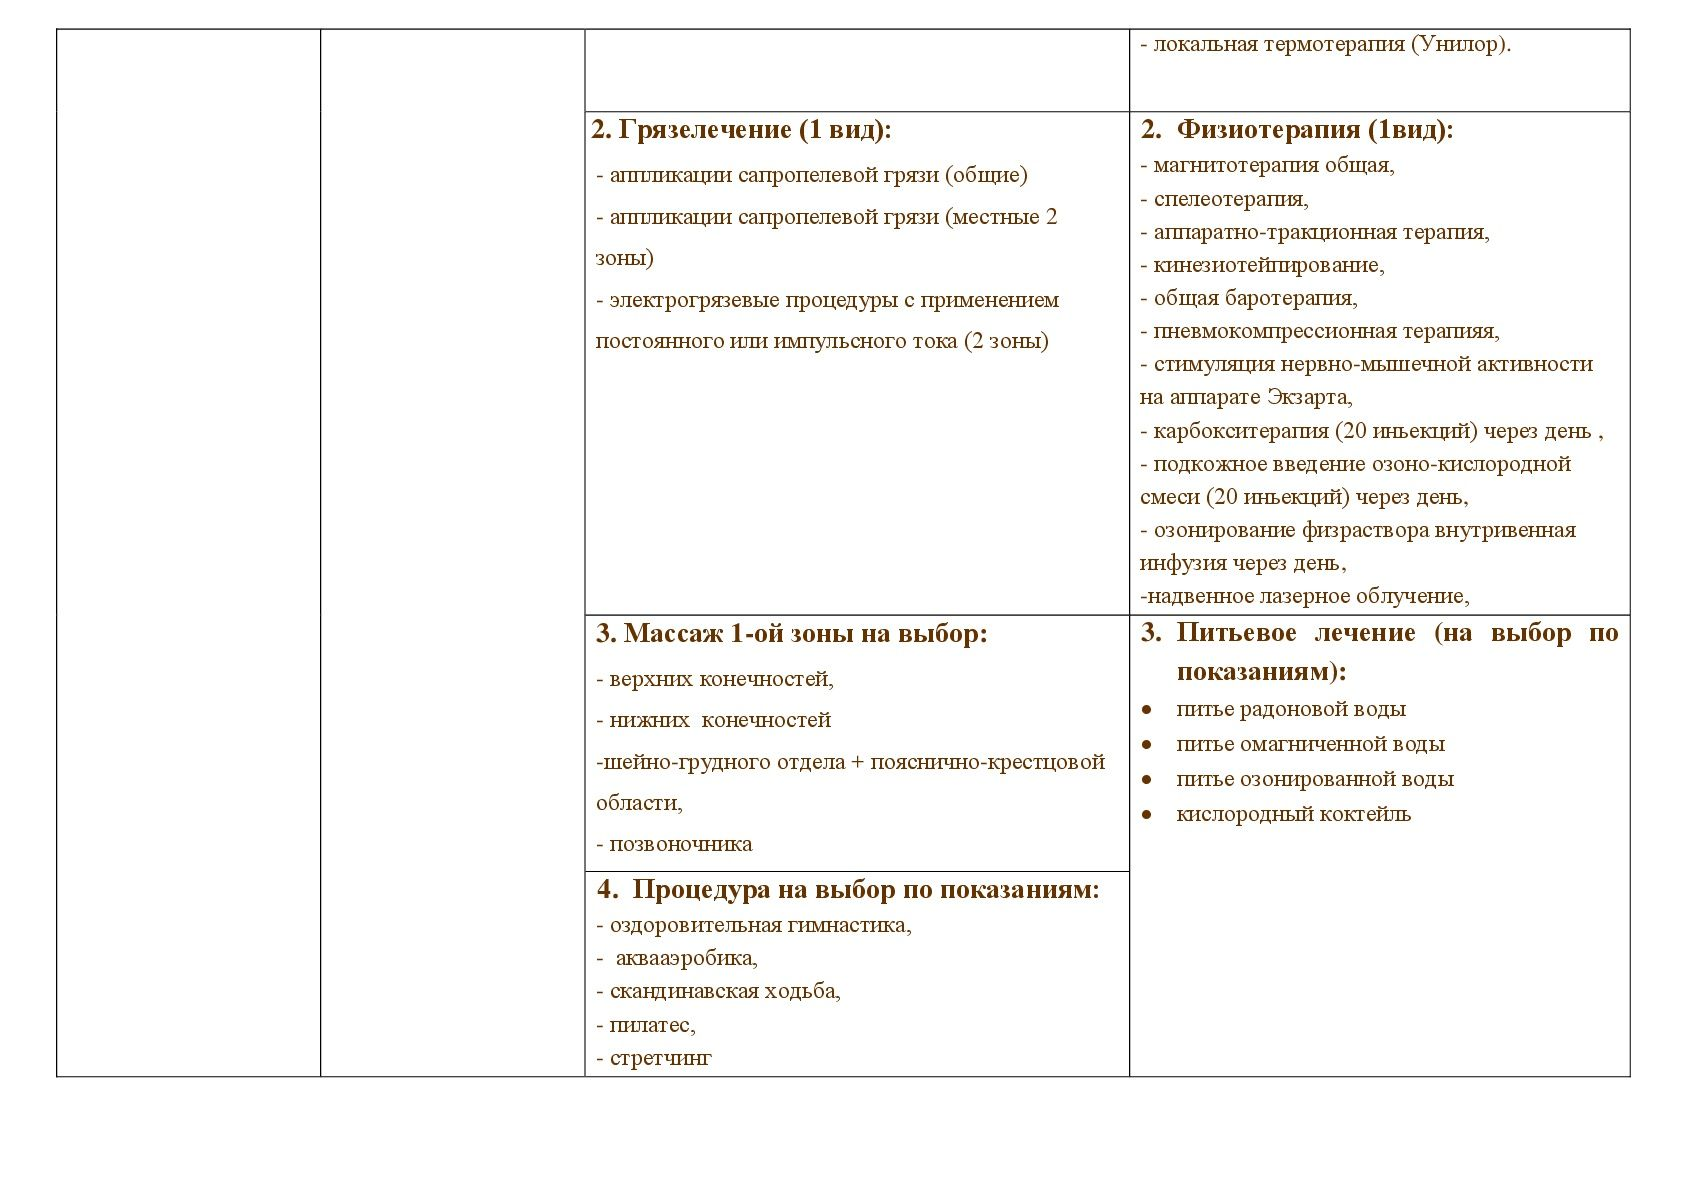 - локальная термотерапия (Унилор).
2. Грязелечение (1 вид):
- аппликации сапропелевой грязи (общие)
- аппликации сапропелевой грязи (местные 2
зоны)
- электрогрязевые процедуры с применением
постоянного или импульсного тока (2 зоны)
2. Физиотерапия (1вид):
- магнитотерапия общая,
- спелеотерапия,
- аппаратно-тракционная терапия,
- кинезиотейпирование,
- общая баротерапия,
- пневмокомпрессионная терапияя,
- стимуляция нервно-мышечной активности
на аппарате Экзарта,
- карбокситерапия (20 иньекций) через день ,
- подкожное введение озоно-кислородной
смеси (20 иньекций) через день,
- озонирование физраствора внутривенная
инфузия через день,
-надвенное лазерное облучение,
3. Массаж 1-ой зоны на выбор:
- верхних конечностей,
- нижних  конечностей
-шейно-грудного отдела + пояснично-крестцовой
области,
- позвоночника
3. Питьевое лечение (на выбор по
показаниям):
• питье радоновой воды
• питье омагниченной воды
• питье озонированной воды
• кислородный коктейль
4. Процедура на выбор по показаниям:
- оздоровительная гимнастика,
-  аквааэробика,
- скандинавская ходьба,
- пилатес,
- стретчинг